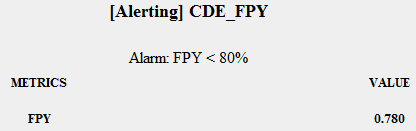 [Alerting] CDE_FPY
Alarm: FPY < 80%
METRICS VALUE
FPY 0.780